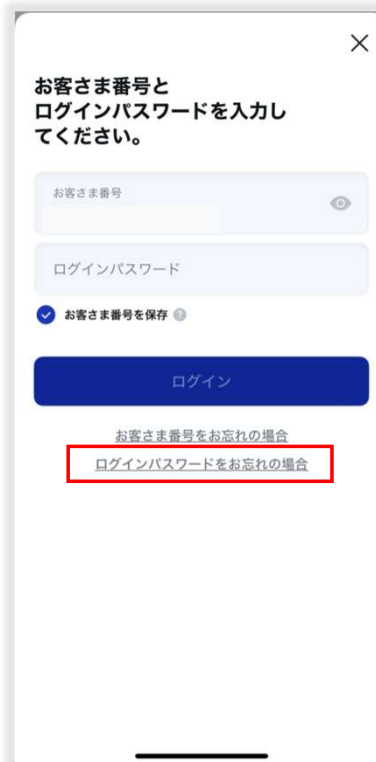 お客さま番号と
ログインパスワードを入力し
てください。
お客さま番号
ログインパスワード
お客さま番号を保存
ログイン
お客さま番号をお忘れの場合
ログインパスワードをお忘れの場合